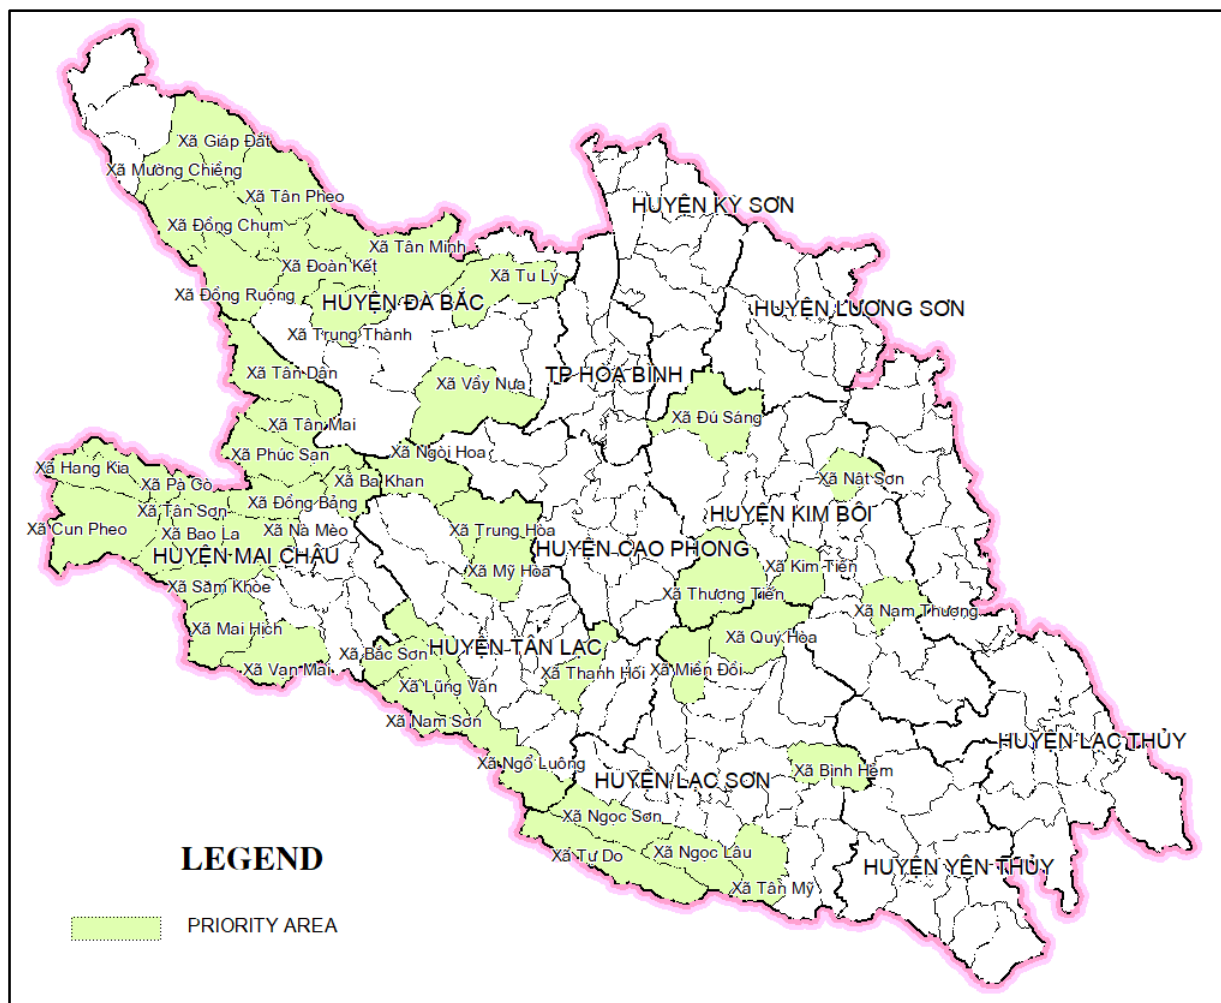 Xã Giáp Đắt
Xã Mường Chiềng
Xã Tân Pheo
HUYỆN KỲ SƠN
Xã Đồng Chum
Xã Tân Minh
Xã Đoàn Kết
Xã Tu Lý
Xã Đồng Ruộng
HUYỆN ĐÀ BẮC
HUYỆN LƯƠNG SƠN
Xã Trung Thành
Xã Tân Dân
TP HÒA BÌNH
Xã Vầy Nưa
Xã Tân Mai
Xã Đú Sáng
Xã Ngòi Hoa
Xã Phúc Sạn
Xã Hang Kia
Xã Pà Cò
Xã Ba Khan
Xã Nật Sơn
Xã Đồng Bảng
Xã Tân Sơn
HUYỆN KIM BÔI
Xã Cun Pheo
Xã Bao La
Xã Nà Mèo
Xã Trung Hòa
HUYỆN MAI CHÂU
HUYỆN CAO PHONG
Xã Mỹ Hòa
Xã Kim Tiến
Xã Săm Khòe
Xã Thượng Tiến
Xã Nam Thượng
Xã Mai Hịch
Xã Quý Hòa
HUYỆN TÂN LẠC
Xã Bắc Sơn
Xã Vạn Mai
Xã Thanh Hối
Xã Miền Đồi
Xã Lũng Vân
Xã Nam Sơn
HUYỆN LẠC THỦY
Xã Ngổ Luông
Xã Bình Hẻm
HUYỆN LẠC SƠN
Xã Ngọc Sơn
Xã Tự Do
Xã Ngọc Lâu
LEGEND
HUYỆN YÊN THỦY
Xã Tân Mỹ
PRIORITY AREA